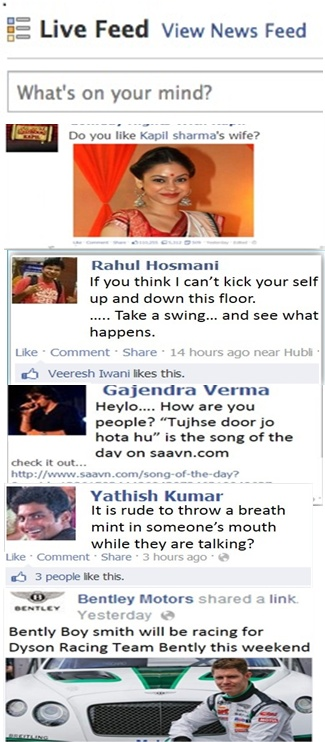 Live Feed View News Feed
What's on your mind?
Do you like Kapil sharma's wife?
Rahul Hosmani
If you think I can't kick your self
up and down this floor.
..... Take a swing... and see what
happens.
Like · Comment · Share · 14 hours ago near Hubli ·
Veeresh Iwani likes this.
Gajendra Verma
Heylo.... How are you
people? "Tujhse door jo
hota hu" is the song of the
day on saavn.com
check it out...
http://www.saavn.com/song-of-the-day?
Yathish Kumar
It is rude to throw a breath
mint in someone's mouth
while they are talking?
Like · Comment · Share · 3 hours ago ·
3 people like this.
BENTLEY
Bentley Motors shared a link.
Yesterday
Bently Boy smith will be racing for
Dyson Racing Team Bently this weekend
BREITLING